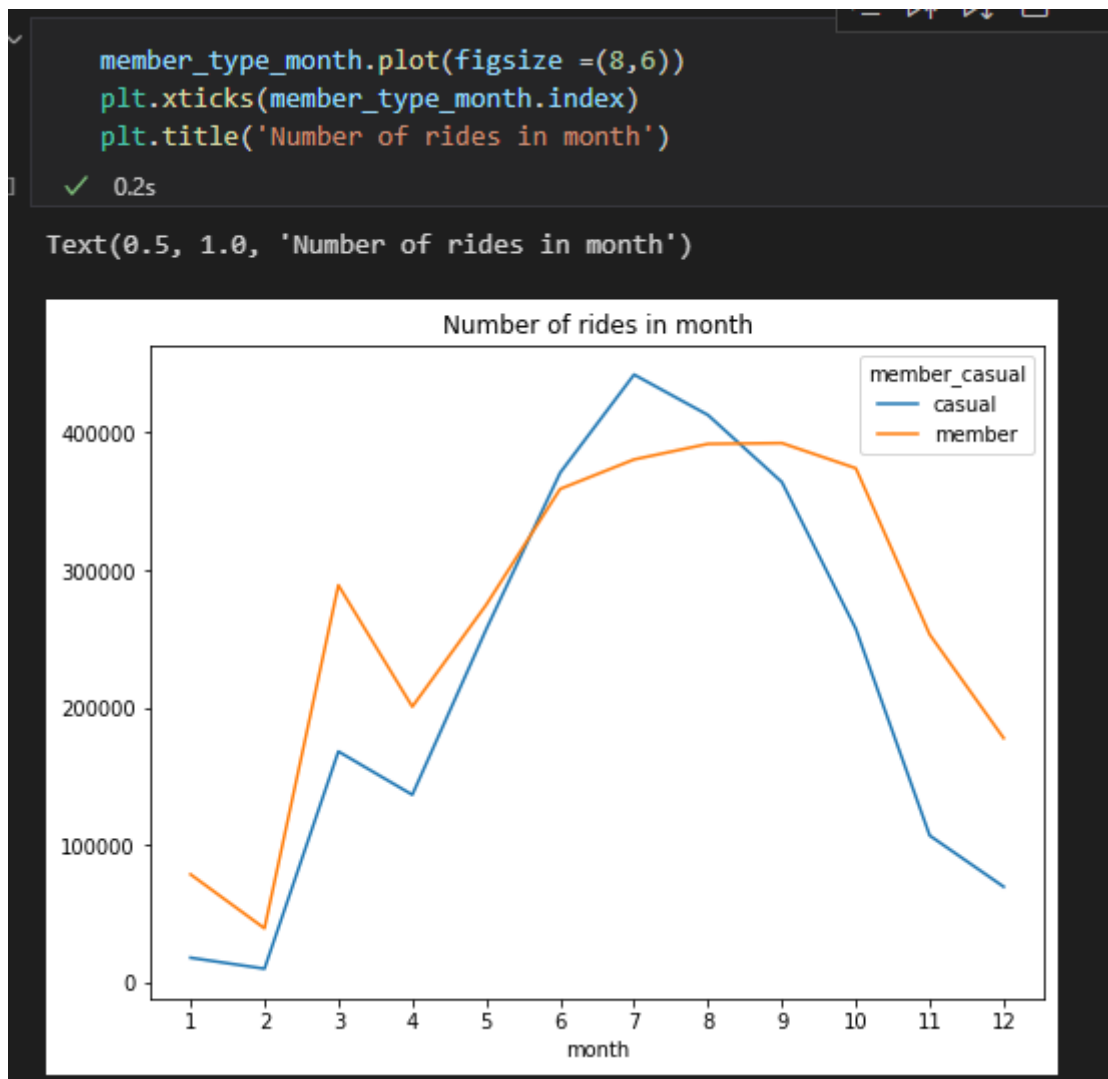 member_type_month.plot(figsize =(8,6))
plt.xticks(member_type_month.index)
plt.title('Number of rides in month')
0.2s
Text(0.5, 1.0, 'Number of rides in month')
Number of rides in month
member_casual
casual
member
400000
300000
200000
100000
0
1 2 3 4 5 6 7 8 9 10 11 12
month